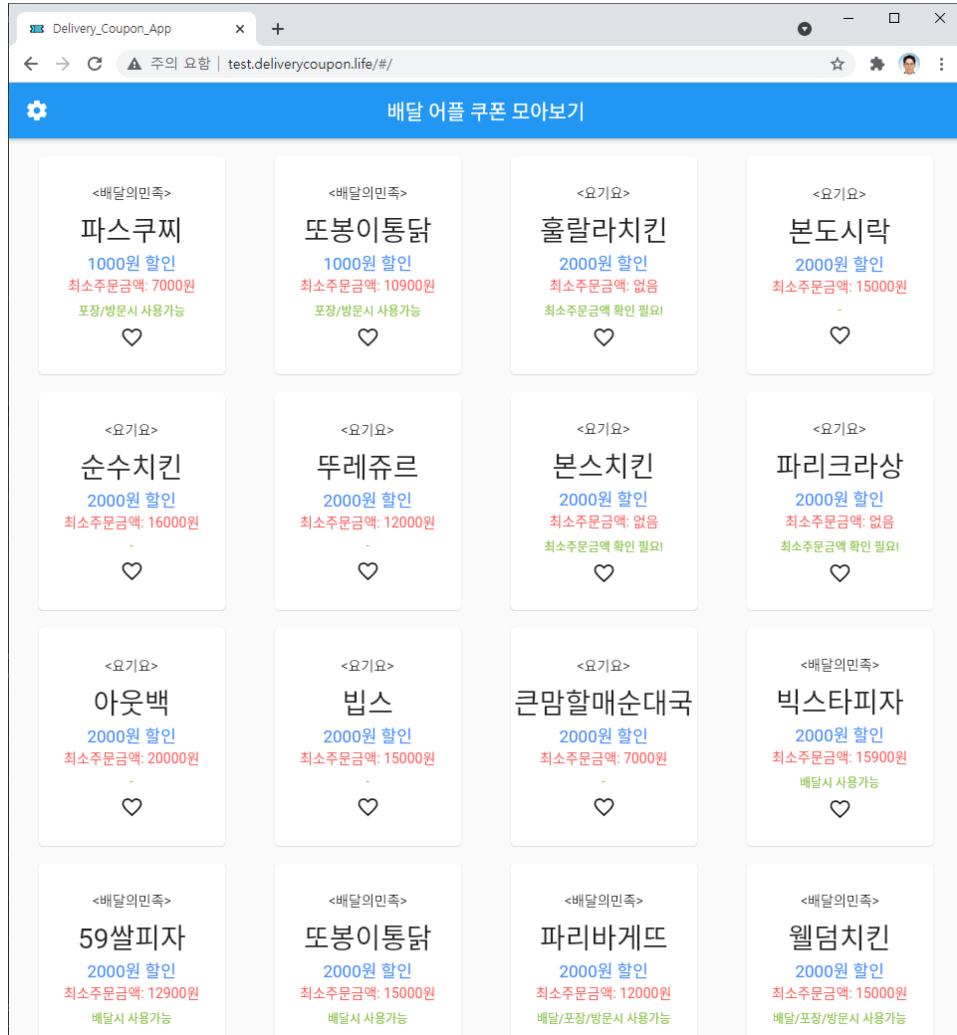 Delivery_Coupon_App
주의 요함 | test.deliverycoupon.life/#/
배달 어플 쿠폰 모아보기
<배달의민족>
파스쿠찌
1000원 할인
최소주문금액: 7000원
포장/방문시 사용가능
<배달의민족>
또봉이통닭
1000원 할인
최소주문금액: 10900원
포장/방문시 사용가능
<요기요>
훌랄라치킨
2000원 할인
최소주문금액: 없음
최소주문금액 확인 필요!
<요기요>
본도시락
2000원 할인
최소주문금액: 15000원
-
<요기요>
순수치킨
2000원 할인
최소주문금액: 16000원
-
<요기요>
뚜레쥬르
2000원 할인
최소주문금액: 12000원
-
<요기요>
본스치킨
2000원 할인
최소주문금액: 없음
최소주문금액 확인 필요!
<요기요>
파리크라상
2000원 할인
최소주문금액: 없음
최소주문금액 확인 필요!
<요기요>
아웃백
2000원 할인
최소주문금액: 20000원
-
<요기요>
빕스
2000원 할인
최소주문금액: 15000원
-
<요기요>
큰맘할매순대국
2000원 할인
최소주문금액: 7000원
-
<배달의민족>
빅스타피자
2000원 할인
최소주문금액: 15900원
배달시 사용가능
<배달의민족>
59쌀피자
2000원 할인
최소주문금액: 12900원
배달시 사용가능
<배달의민족>
또봉이통닭
2000원 할인
최소주문금액: 15000원
배달시 사용가능
<배달의민족>
파리바게뜨
2000원 할인
최소주문금액: 12000원
배달/포장/방문시 사용가능
<배달의민족>
웰덤치킨
2000원 할인
최소주문금액: 15000원
배달/포장/방문시 사용가능